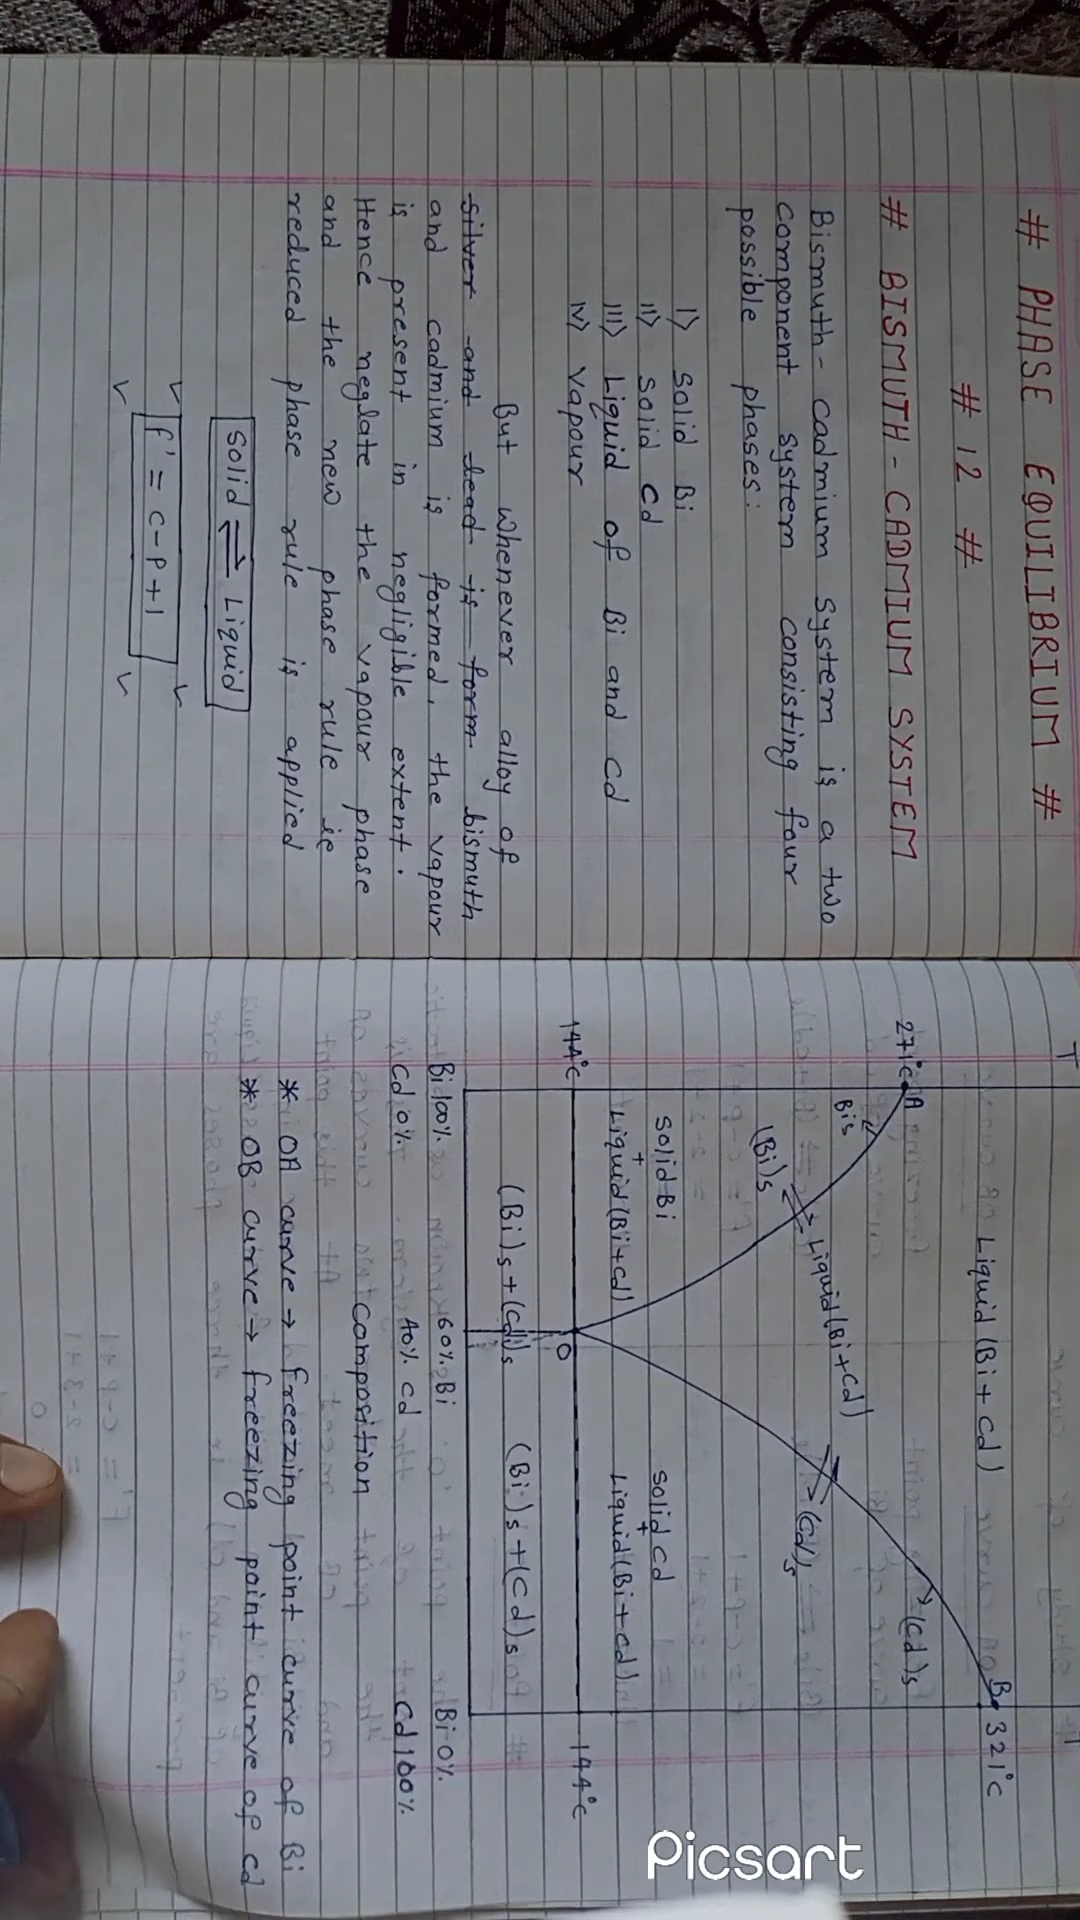 # PHASE EQUILIBRIUM #
# 12 #
# BISMUTH - CADMIUM SYSTEM
Bismuth - cadmium system is a two
component system consisting four
possible phases:
i) solid Bi
ii) solid Cd
iii) Liquid of Bi and Cd
iv) vapour
But whenever alloy of
silver and lead is form bismuth
and cadmium is formed, the vapour
is present in negligible extent.
Hence neglate the vapour phase
and the new phase rule ie
reduced phase rule is applied
Solid ⇌ Liquid
f' = C - P + 1
T
T
Liquid (Bi + Cd)
B 321°C
271°C A
Bis
(Cd)s
(Bi)s ⇌ Liquid (Bi + Cd)
(Cd)s
Solid Bi
+
Liquid (Bi + Cd)
Solid Cd
+
Liquid (Bi + Cd)
144°C
O
144°C
(Bi)s + (Cd)s
(Bi)s + (Cd)s
Bi 100%
60% Bi
Bi 0%
Cd 0%
40% Cd
Cd 100%
Composition
* OA curve → freezing point curve of Bi
* OB curve → freezing point curve of Cd
Picsart